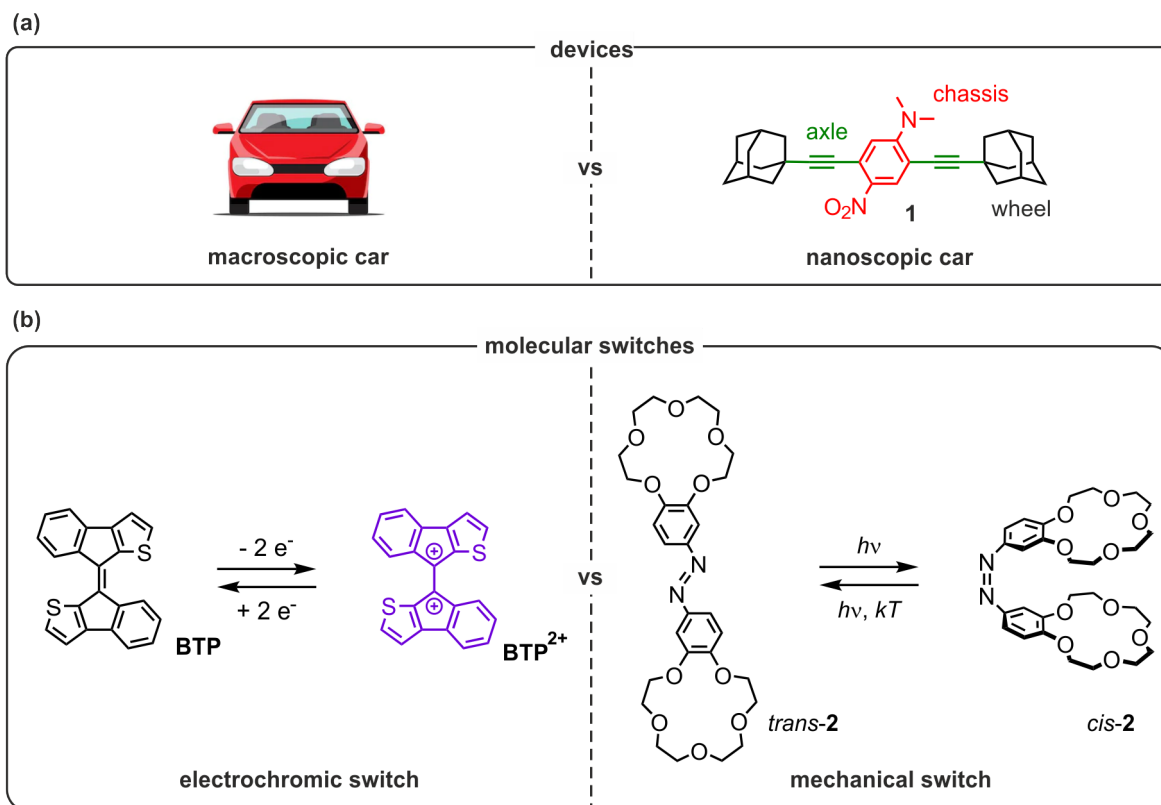 (a)
devices
chassis
N
axle
vs
O₂N
1
wheel
macroscopic car
nanoscopic car
(b)
molecular switches
O
O O
O O
S
- 2 e⁻
+ 2 e⁻
S
BTP
S
+
+
S
BTP²⁺
vs
N
N
hν
hν, kT
O O
O O
O
trans-2
O
O O
O O
N
N
O
O O
O O
cis-2
electrochromic switch
mechanical switch